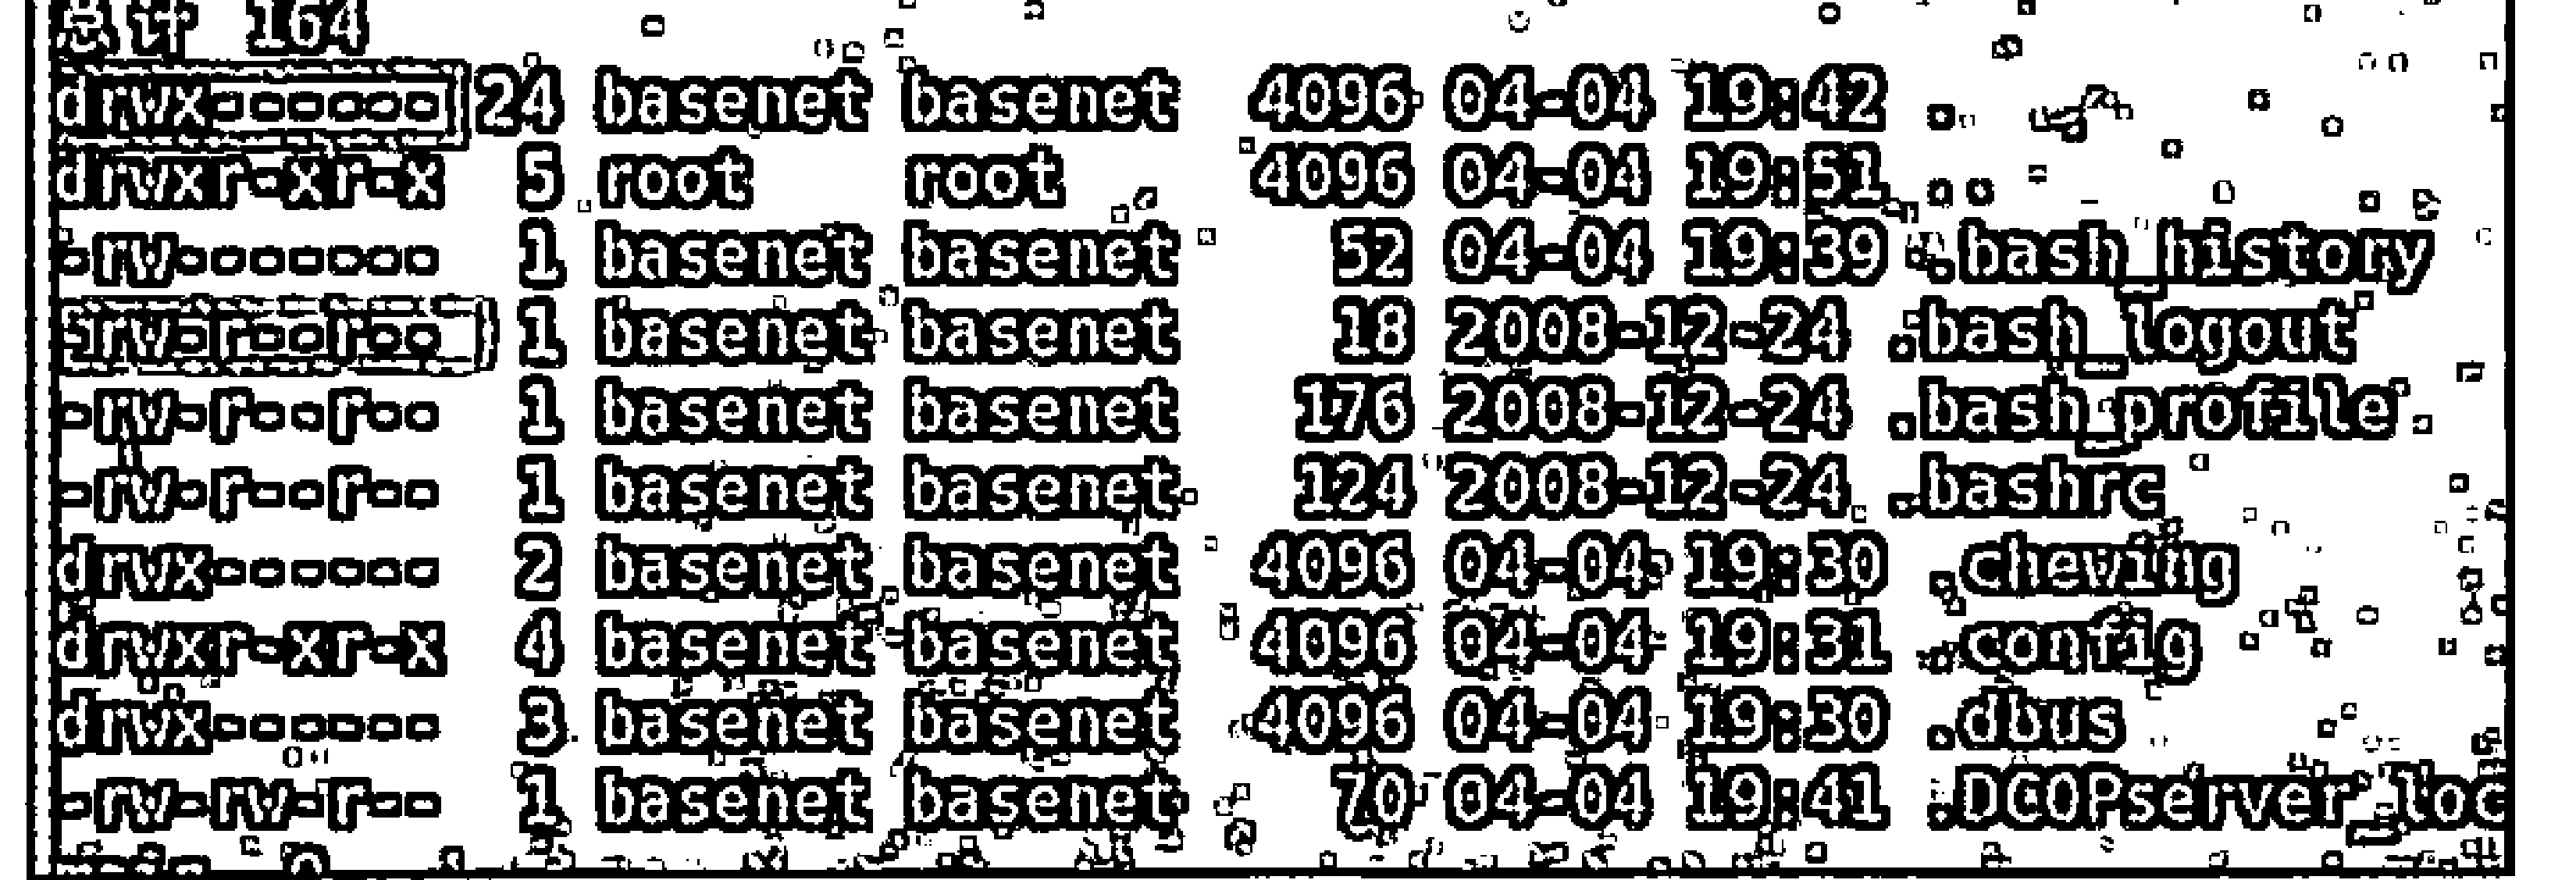 164
drwx------ 24 basenet basenet 4096 04-04 19:42 .
drwxr-xr-x 5 root root 4096 04-04 19:51 ..
-rw------- 1 basenet basenet 52 04-04 19:39 .bash_history
-rw-r--r-- 1 basenet basenet 18 2008-12-24 .bash_logout
-rw-r--r-- 1 basenet basenet 176 2008-12-24 .bash_profile
-rw-r--r-- 1 basenet basenet 124 2008-12-24 .bashrc
drwx------ 2 basenet basenet 4096 04-04 19:30 .chewing
drwxr-xr-x 4 basenet basenet 4096 04-04 19:31 .config
drwx------ 3 basenet basenet 4096 04-04 19:30 .dbus
-rw-rw-r-- 1 basenet basenet 70 04-04 19:41 .DCOPserver_loc